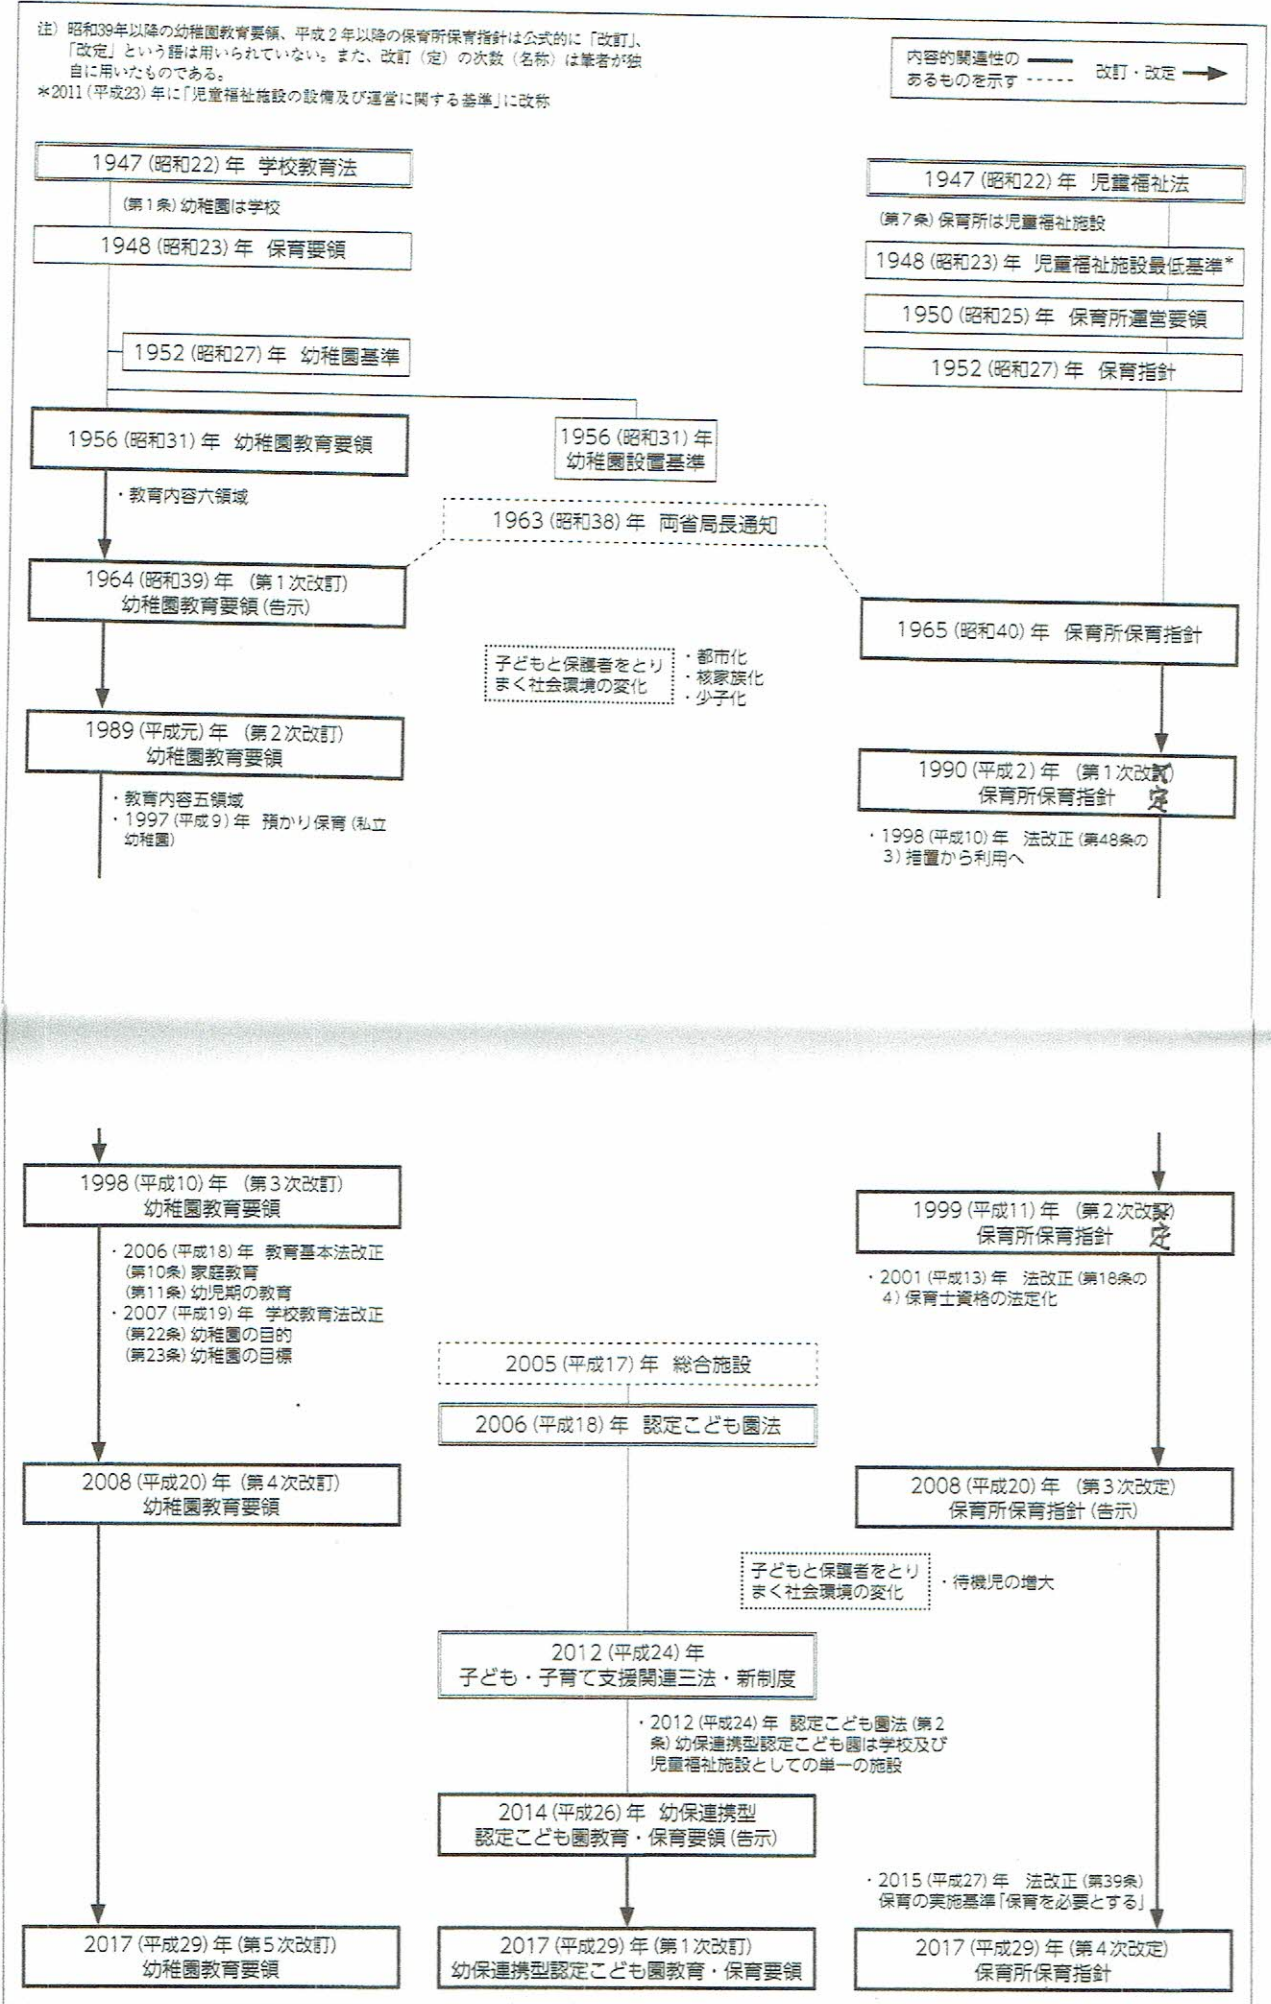 注）昭和39年以降の幼稚園教育要領、平成２年以降の保育所保育指針は公式的に「改訂」、
「改定」という語は用いられていない。また、改訂（定）の次数（名称）は筆者が独
自に用いたものである。
＊2011(平成23)年に「児童福祉施設の設備及び運営に関する基準」に改称
内容的関連性の
あるものを示す
改訂・改定
1947(昭和22)年 学校教育法
(第1条)幼稚園は学校
1948(昭和23)年 保育要領
1952(昭和27)年 幼稚園基準
1947(昭和22)年 児童福祉法
(第7条)保育所は児童福祉施設
1948(昭和23)年 児童福祉施設最低基準*
1950(昭和25)年 保育所運営要領
1952(昭和27)年 保育指針
1956(昭和31)年 幼稚園教育要領
・教育内容六領域
1956(昭和31)年
幼稚園設置基準
1963(昭和38)年 両省局長通知
1964(昭和39)年 (第1次改訂)
幼稚園教育要領(告示)
1965(昭和40)年 保育所保育指針
子どもと保護者をとり
まく社会環境の変化
・都市化
・核家族化
・少子化
1989(平成元)年 (第2次改訂)
幼稚園教育要領
・教育内容五領域
・1997(平成9)年 預かり保育(私立
幼稚園)
1990(平成2)年 (第1次改訂)
保育所保育指針 定
・1998(平成10)年 法改正(第48条の
3)措置から利用へ
1998(平成10)年 (第3次改訂)
幼稚園教育要領
・2006(平成18)年 教育基本法改正
(第10条)家庭教育
(第11条)幼児期の教育
・2007(平成19)年 学校教育法改正
(第22条)幼稚園の目的
(第23条)幼稚園の目標
1999(平成11)年 (第2次改訂)
保育所保育指針 定
・2001(平成13)年 法改正(第18条の
4)保育士資格の法定化
2005(平成17)年 総合施設
2006(平成18)年 認定こども園法
2008(平成20)年(第4次改訂)
幼稚園教育要領
2008(平成20)年 (第3次改定)
保育所保育指針(告示)
子どもと保護者をとり
まく社会環境の変化
・待機児の増大
2012(平成24)年
子ども・子育て支援関連三法・新制度
・2012(平成24)年 認定こども園法(第2
条)幼保連携型認定こども園は学校及び
児童福祉施設としての単一の施設
2014(平成26)年 幼保連携型
認定こども園教育・保育要領(告示)
・2015(平成27)年 法改正(第39条)
保育の実施基準「保育を必要とする」
2017(平成29)年(第5次改訂)
幼稚園教育要領
2017(平成29)年(第1次改訂)
幼保連携型認定こども園教育・保育要領
2017(平成29)年(第4次改定)
保育所保育指針